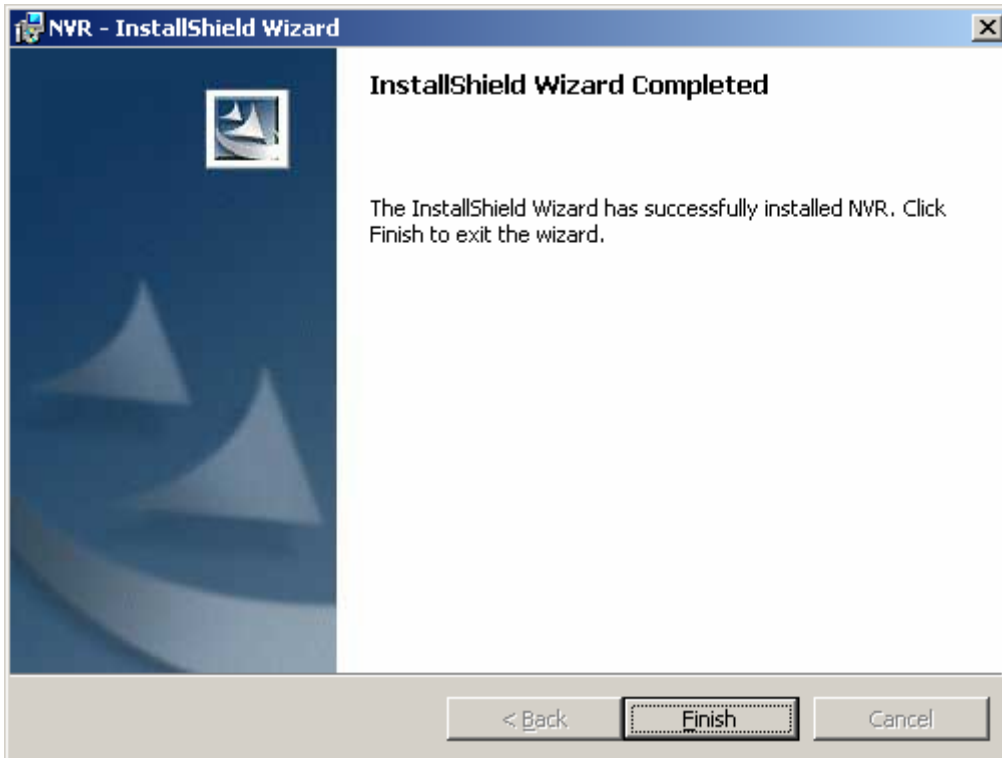 NVR - InstallShield Wizard
InstallShield Wizard Completed
The InstallShield Wizard has successfully installed NVR. Click
Finish to exit the wizard.
< Back
Finish
Cancel